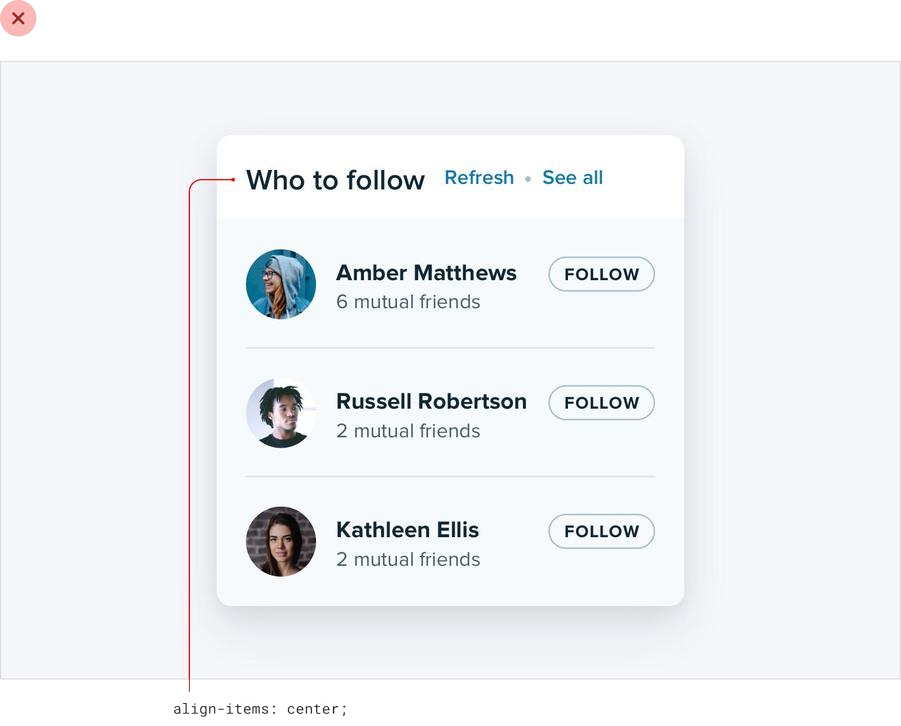 Who to follow Refresh • See all
Amber Matthews FOLLOW
6 mutual friends
Russell Robertson FOLLOW
2 mutual friends
Kathleen Ellis FOLLOW
2 mutual friends
align-items: center;